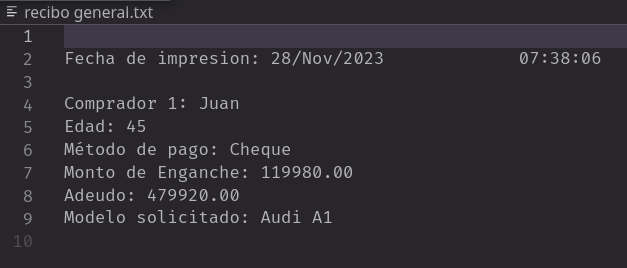 recibo general.txt
1
2 Fecha de impresion: 28/Nov/2023 07:38:06
3
4 Comprador 1: Juan
5 Edad: 45
6 Método de pago: Cheque
7 Monto de Enganche: 119980.00
8 Adeudo: 479920.00
9 Modelo solicitado: Audi A1
10